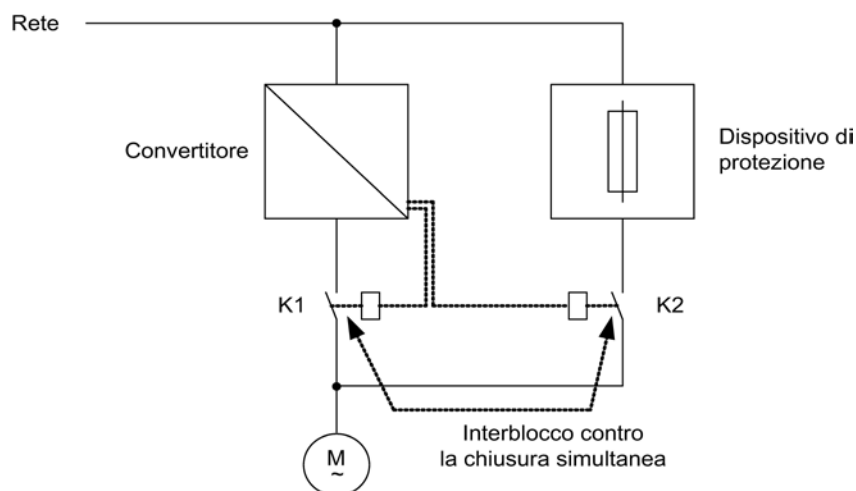 Rete
Convertitore
Dispositivo di
protezione
K1
K2
Interblocco contro
la chiusura simultanea
M
~